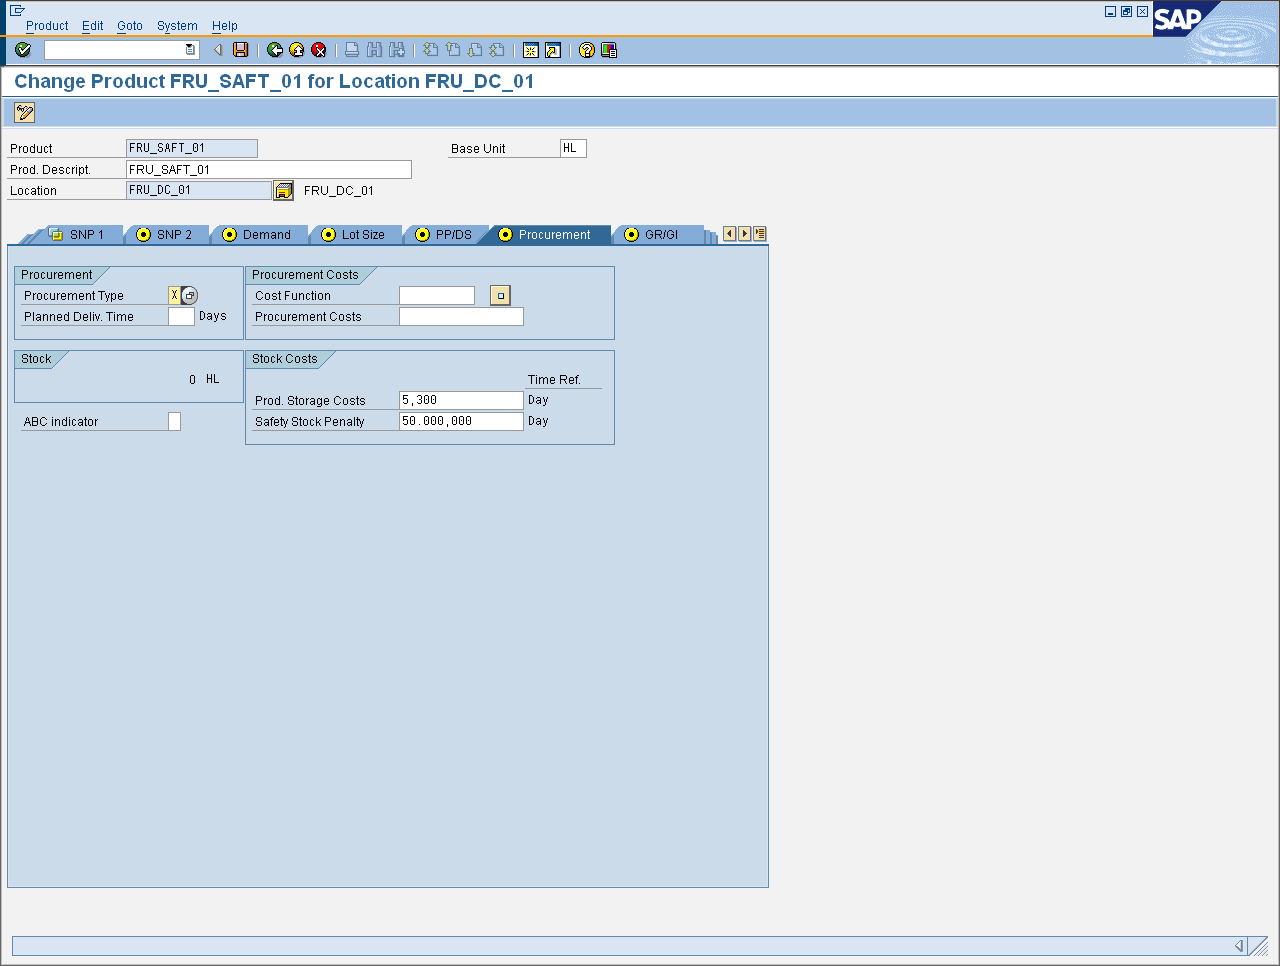 Product Edit Goto System Help
SAP
Change Product FRU_SAFT_01 for Location FRU_DC_01
Product FRU_SAFT_01 Base Unit HL
Prod. Descript. FRU_SAFT_01
Location FRU_DC_01 FRU_DC_01
SNP 1 SNP 2 Demand Lot Size PP/DS Procurement GR/GI
Procurement Procurement Costs
Procurement Type X Cost Function
Planned Deliv. Time Days Procurement Costs
Stock Stock Costs
0 HL Time Ref.
Prod. Storage Costs 5,300 Day
ABC indicator Safety Stock Penalty 50.000,000 Day